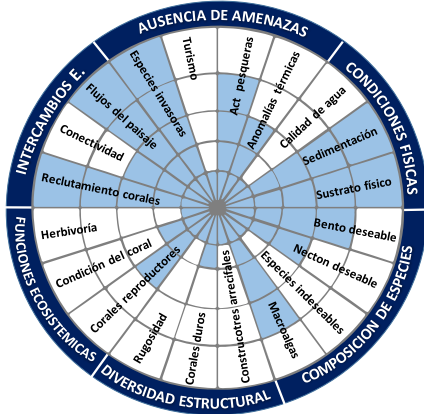 AUSENCIA DE AMENAZAS
Turismo
Act pesqueras
Anomalías térmicas
CONDICIONES FISICAS
Calidad de agua
Sedimentación
Sustrato físico
COMPOSICION DE ESPECIES
Bento deseable
Necton deseable
Especies indeseables
Macroalgas
DIVERSIDAD ESTRUCTURAL
Construcotres arrecifales
Corales duros
Rugosidad
FUNCIONES ECOSISTEMICAS
Corales reproductores
Condición del coral
Herbivoría
INTERCAMBIOS E.
Reclutamiento corales
Conectividad
Flujos del paisaje
Especies invasoras